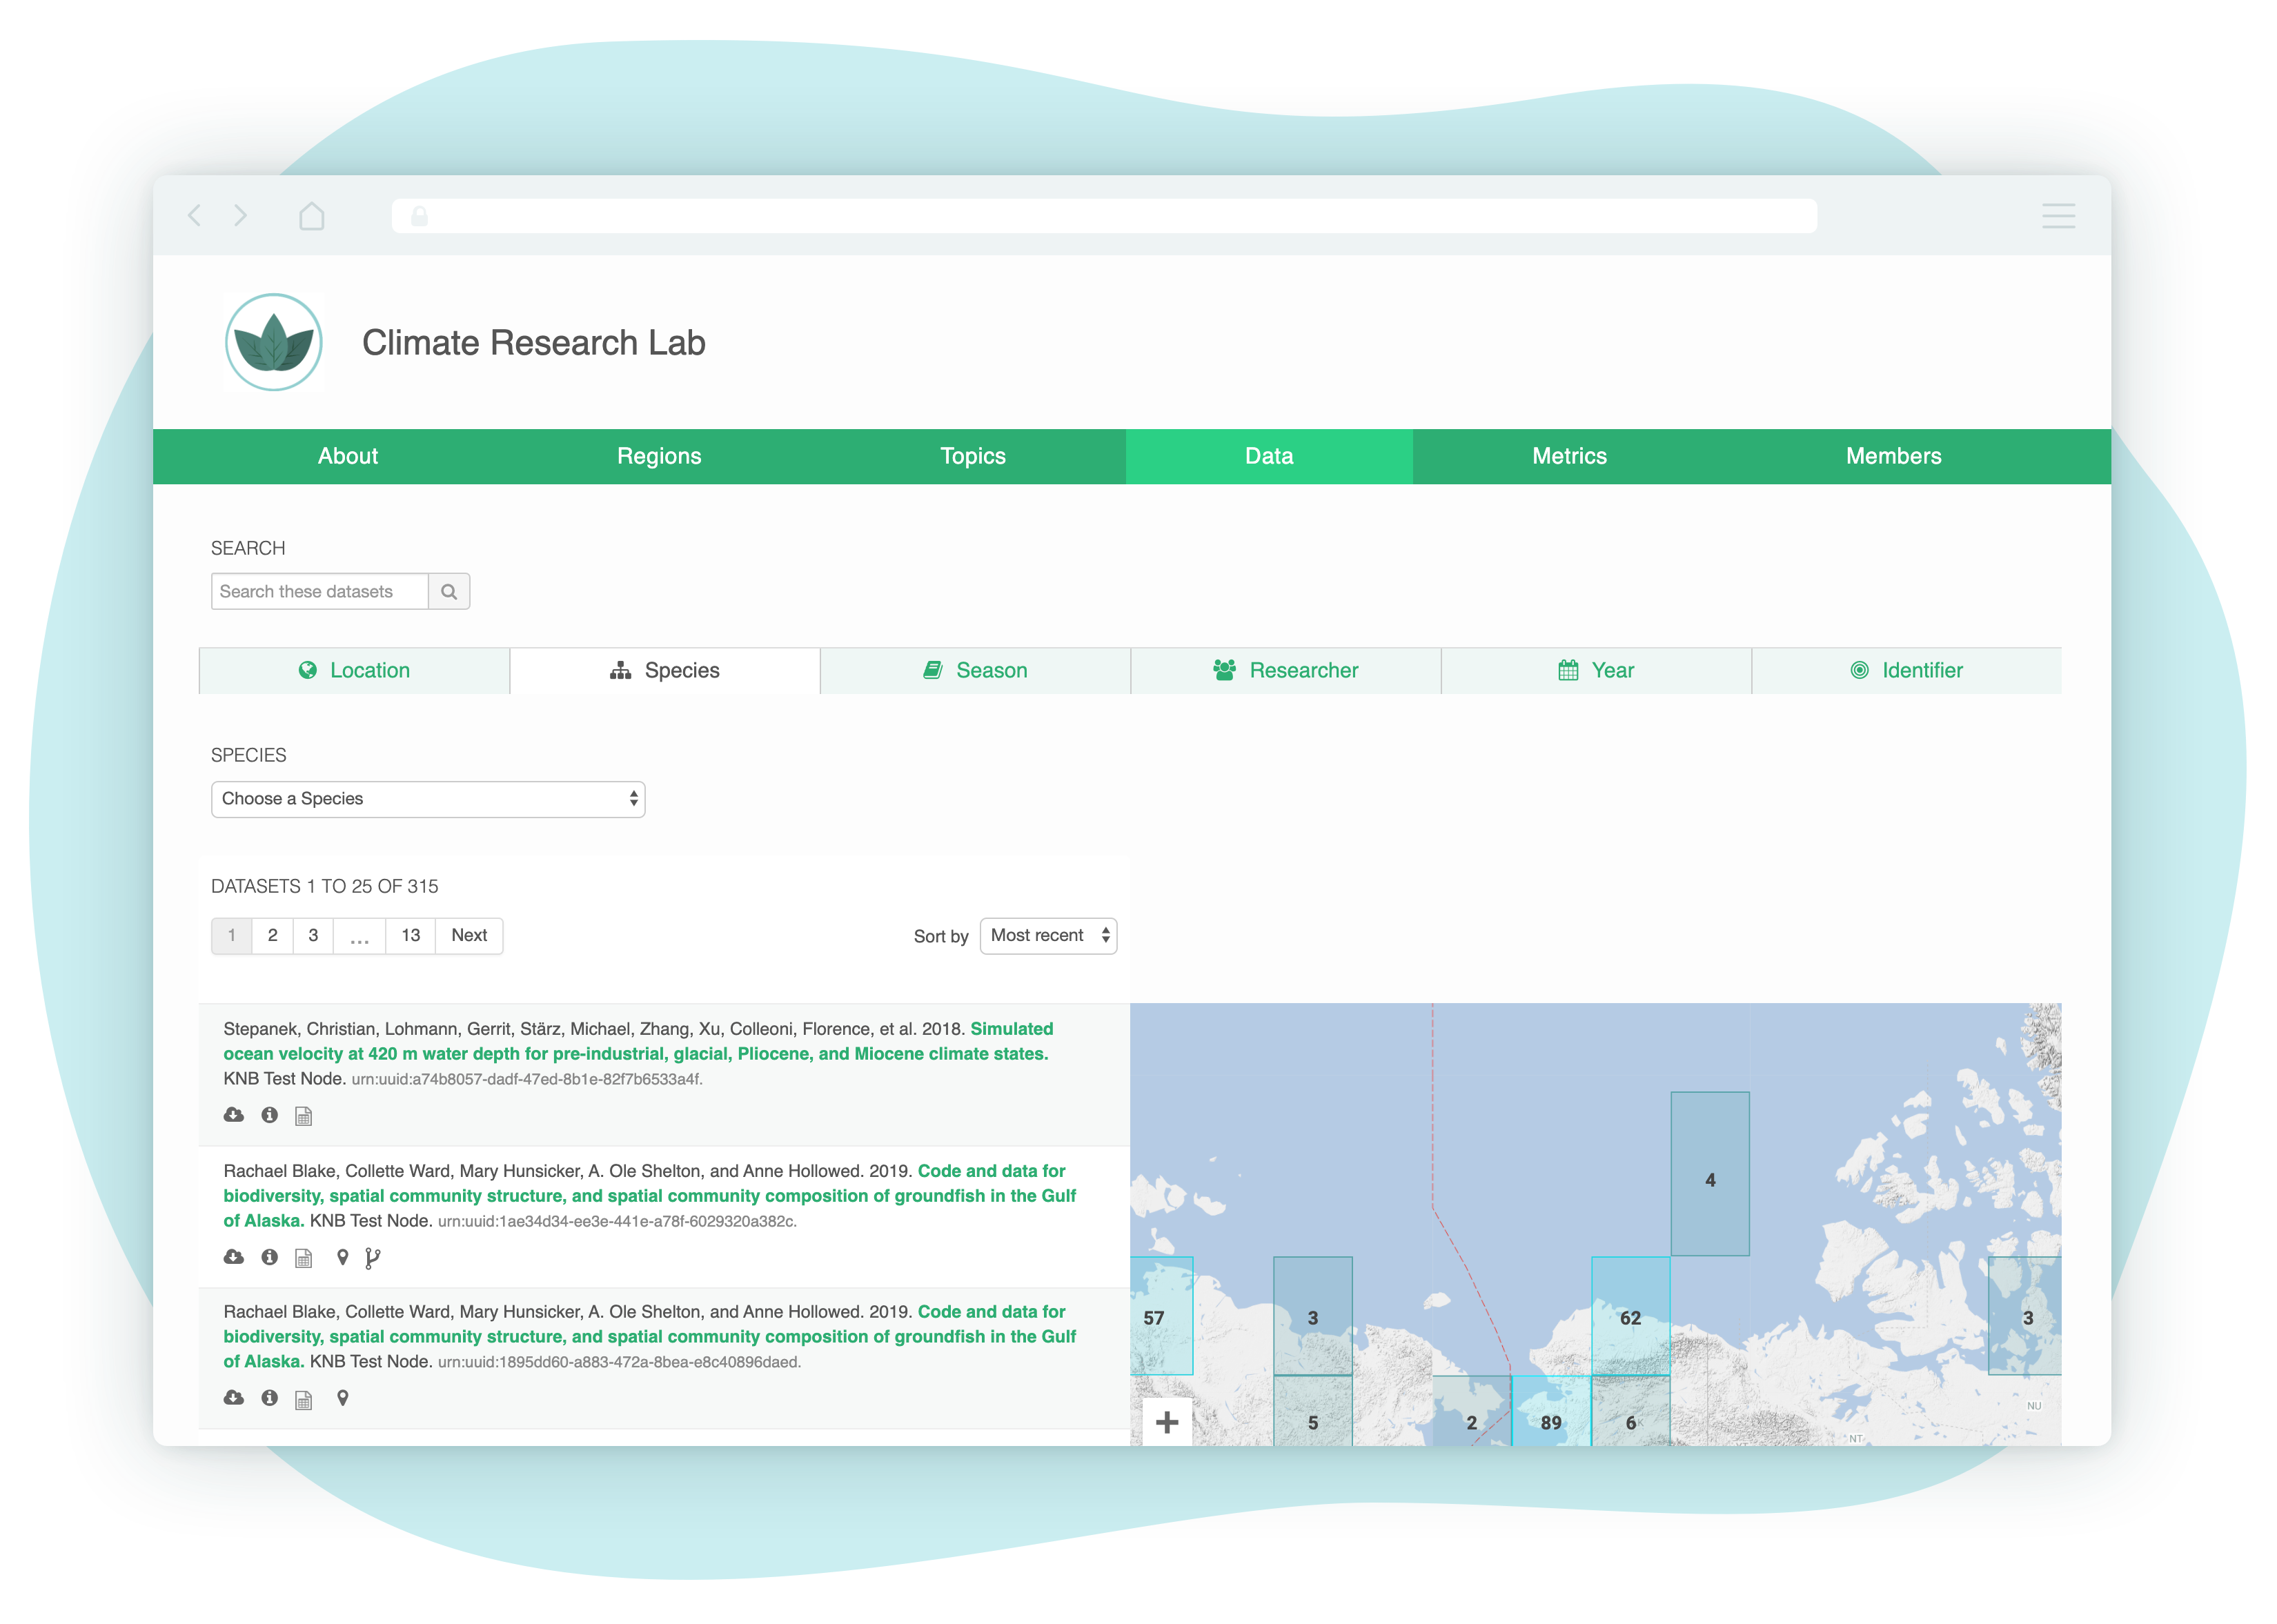 Climate Research Lab
About Regions Topics Data Metrics Members
SEARCH
Search these datasets
Location Species Season Researcher Year Identifier
SPECIES
Choose a Species
DATASETS 1 TO 25 OF 315
1 2 3 ... 13 Next
Sort by Most recent
Stepanek, Christian, Lohmann, Gerrit, Stärz, Michael, Zhang, Xu, Colleoni, Florence, et al. 2018. Simulated
ocean velocity at 420 m water depth for pre-industrial, glacial, Pliocene, and Miocene climate states.
KNB Test Node. urn:uuid:a74b8057-dadf-47ed-8b1e-82f7b6533a4f.
Rachael Blake, Collette Ward, Mary Hunsicker, A. Ole Shelton, and Anne Hollowed. 2019. Code and data for
biodiversity, spatial community structure, and spatial community composition of groundfish in the Gulf
of Alaska. KNB Test Node. urn:uuid:1ae34d34-ee3e-441e-a78f-6029320a382c.
Rachael Blake, Collette Ward, Mary Hunsicker, A. Ole Shelton, and Anne Hollowed. 2019. Code and data for
biodiversity, spatial community structure, and spatial community composition of groundfish in the Gulf
of Alaska. KNB Test Node. urn:uuid:1895dd60-a883-472a-8bea-e8c40896daed.
4
57 3 62 3
NU
+ 5 2 89 6
NT